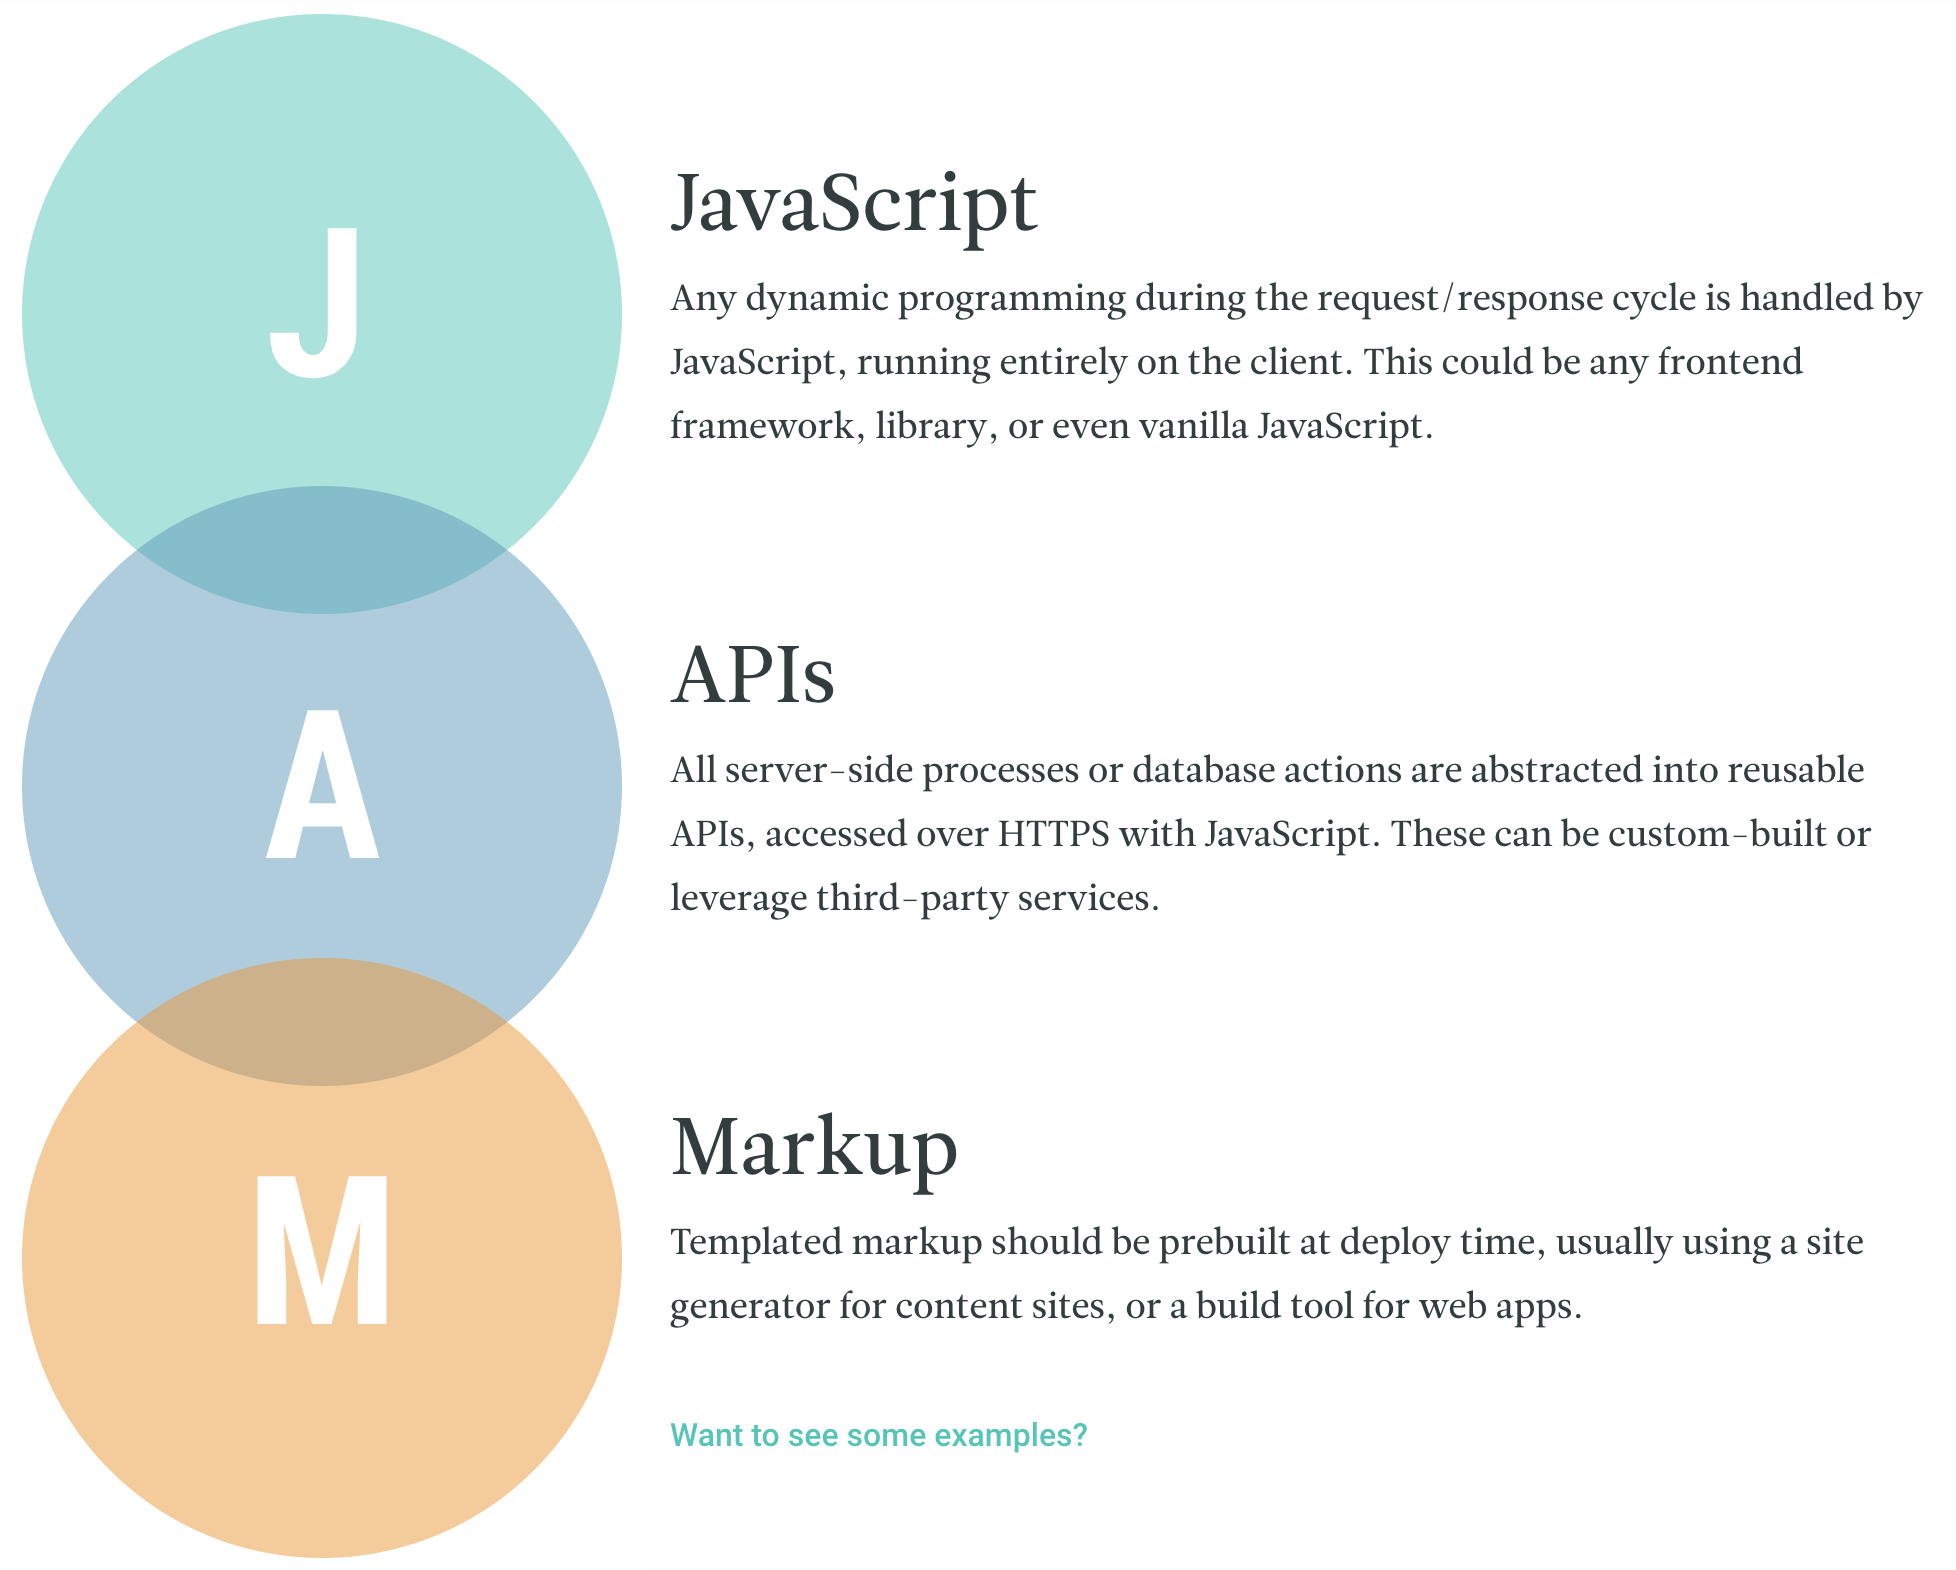 J
JavaScript
Any dynamic programming during the request/response cycle is handled by
JavaScript, running entirely on the client. This could be any frontend
framework, library, or even vanilla JavaScript.
A
APIs
All server-side processes or database actions are abstracted into reusable
APIs, accessed over HTTPS with JavaScript. These can be custom-built or
leverage third-party services.
M
Markup
Templated markup should be prebuilt at deploy time, usually using a site
generator for content sites, or a build tool for web apps.
Want to see some examples?